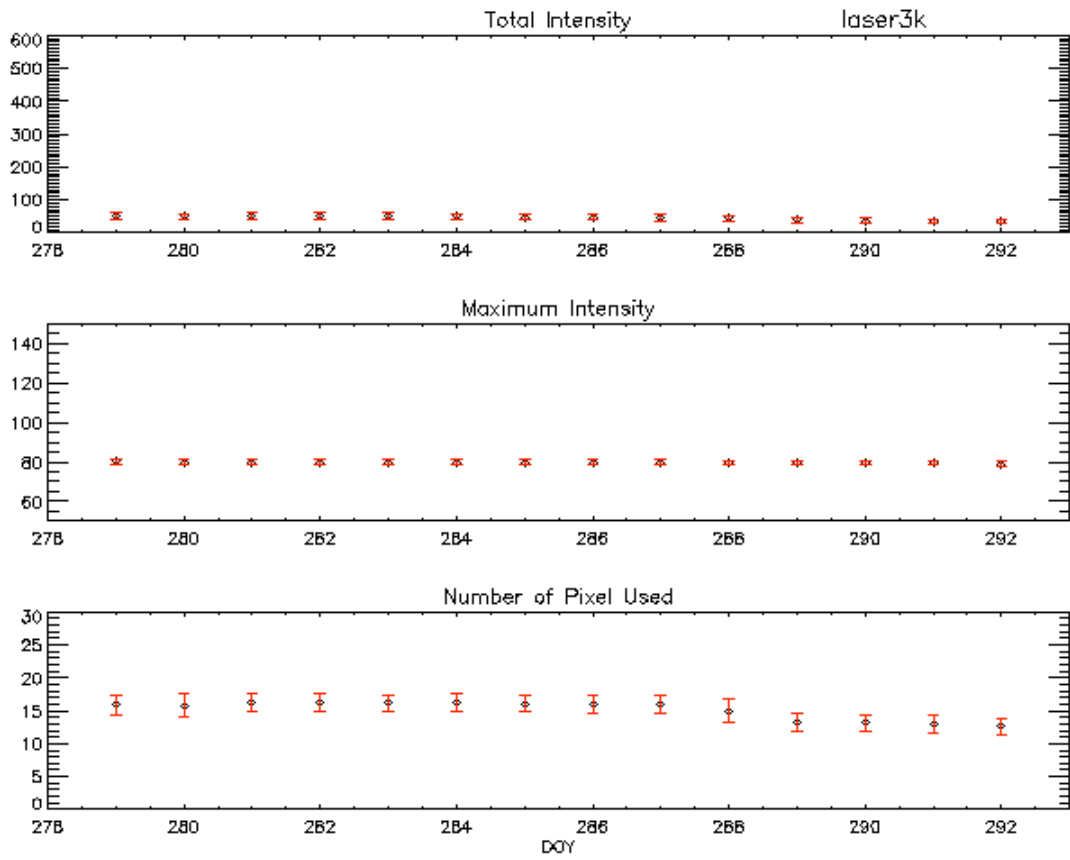 Total Intensity laser3k
600
500
400
300
200
100
0
278 280 282 284 286 288 290 292
Maximum Intensity
140
120
100
80
60
278 280 282 284 286 288 290 292
Number of Pixel Used
30
25
20
15
10
5
0
278 280 282 284 286 288 290 292
DOY